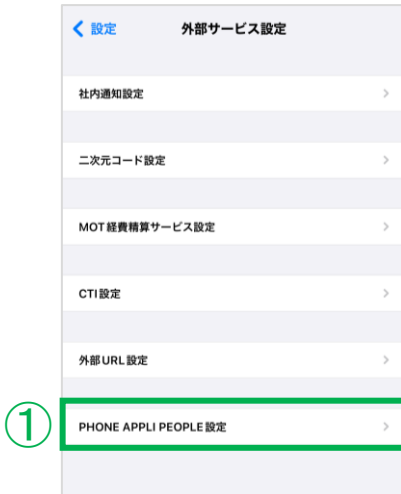 設定 外部サービス設定
社内通知設定
二次元コード設定
MOT経費精算サービス設定
CTI設定
外部URL設定
① PHONE APPLI PEOPLE設定